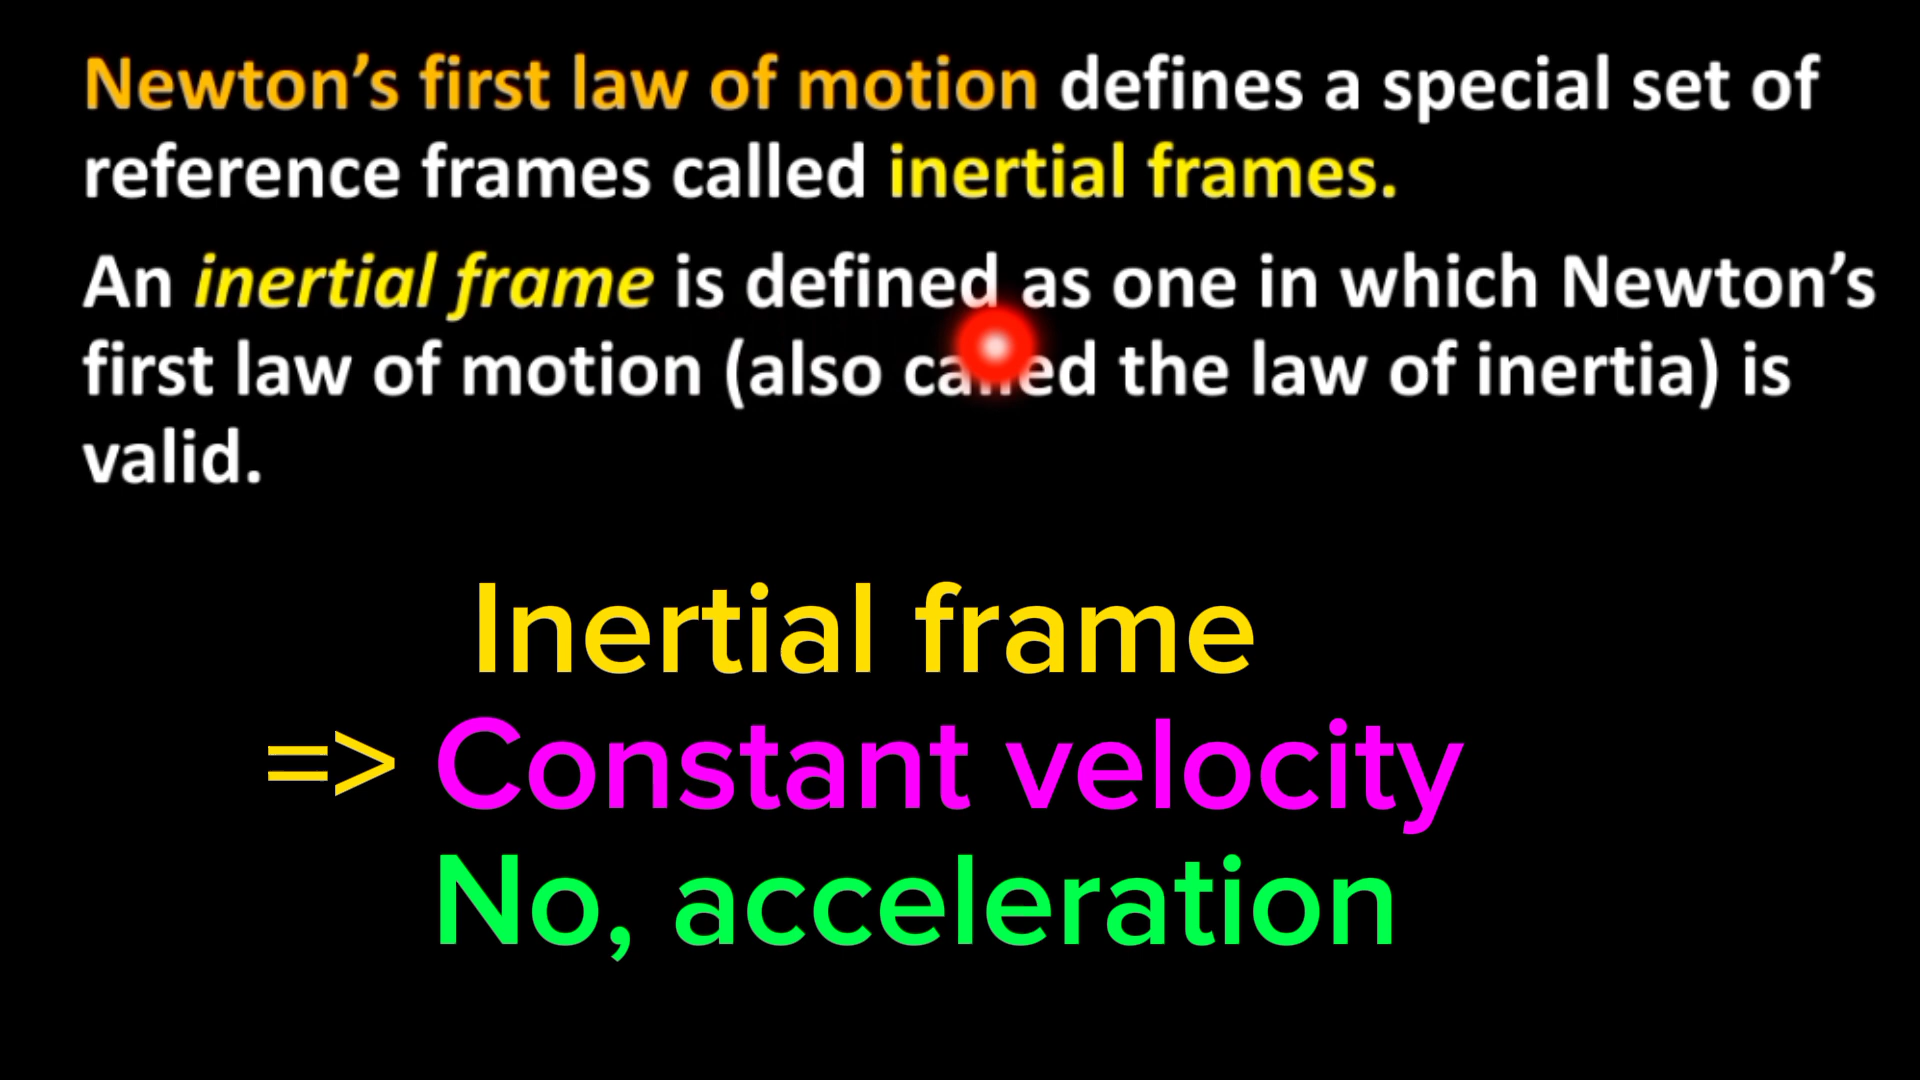 Newton’s first law of motion defines a special set of
reference frames called inertial frames.
An inertial frame is defined as one in which Newton’s
first law of motion (also called the law of inertia) is
valid.
Inertial frame
=> Constant velocity
No, acceleration